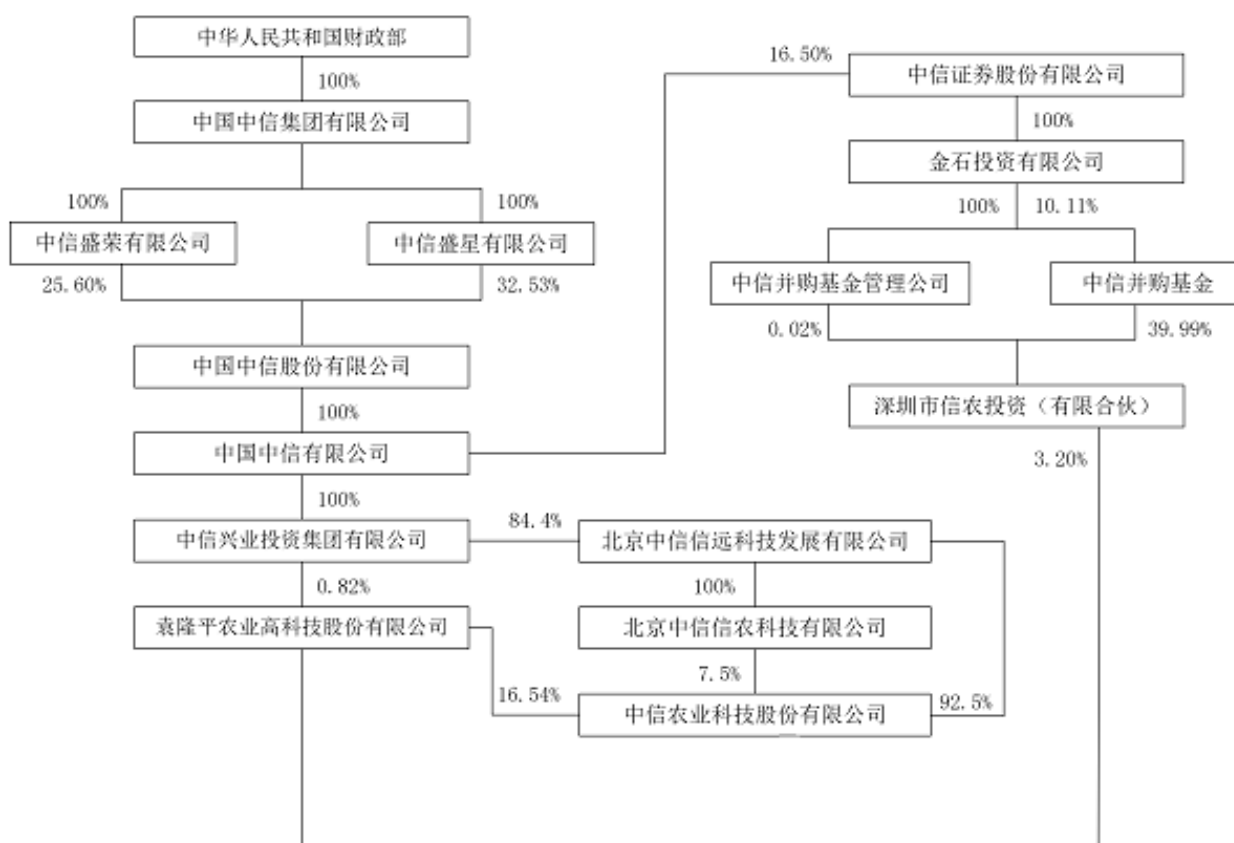 中华人民共和国财政部
100%
中国中信集团有限公司
100%
100%
中信盛荣有限公司
中信盛星有限公司
25.60%
32.53%
中国中信股份有限公司
100%
中国中信有限公司
100%
中信兴业投资集团有限公司
0.82%
袁隆平农业高科技股份有限公司
84.4%
北京中信信远科技发展有限公司
100%
北京中信信农科技有限公司
7.5%
16.54%
中信农业科技股份有限公司
92.5%
16.50%
中信证券股份有限公司
100%
金石投资有限公司
100%
10.11%
中信并购基金管理公司
中信并购基金
0.02%
39.99%
深圳市信农投资（有限合伙）
3.20%